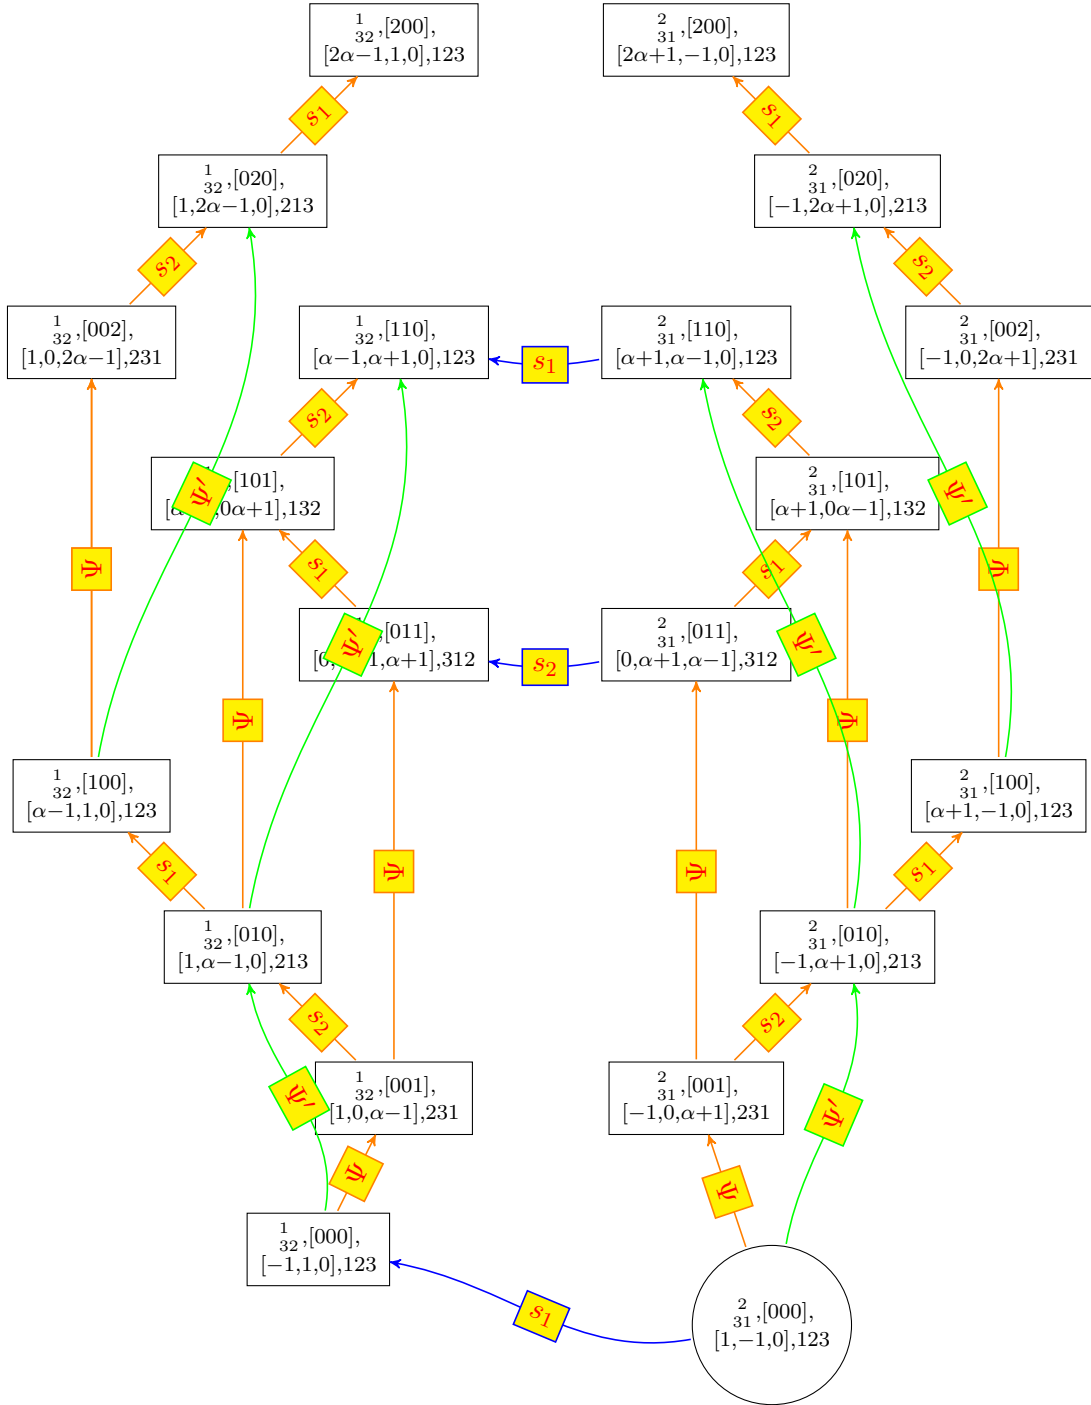 1
32,[200],
[2α−1,1,0],123
2
31,[200],
[2α+1,−1,0],123
s1
s1
1
32,[020],
[1,2α−1,0],213
2
31,[020],
[−1,2α+1,0],213
s2
s2
1
32,[002],
[1,0,2α−1],231
1
32,[110],
[α−1,α+1,0],123
s1
2
31,[110],
[α+1,α−1,0],123
2
31,[002],
[−1,0,2α+1],231
s2
s2
,[101],
,0α+1],132
2
31,[101],
[α+1,0α−1],132
Ψ′
Ψ′
Ψ
s1
s1
Ψ
,[011],
[0, 1,α+1],312
Ψ′
s2
2
31,[011],
[0,α+1,α−1],312
Ψ′
Ψ
Ψ
1
32,[100],
[α−1,1,0],123
2
31,[100],
[α+1,−1,0],123
s1
Ψ
Ψ
s1
1
32,[010],
[1,α−1,0],213
2
31,[010],
[−1,α+1,0],213
s2
s2
1
32,[001],
[1,0,α−1],231
2
31,[001],
[−1,0,α+1],231
Ψ′
Ψ′
Ψ
Ψ
1
32,[000],
[−1,1,0],123
s1
2
31,[000],
[1,−1,0],123